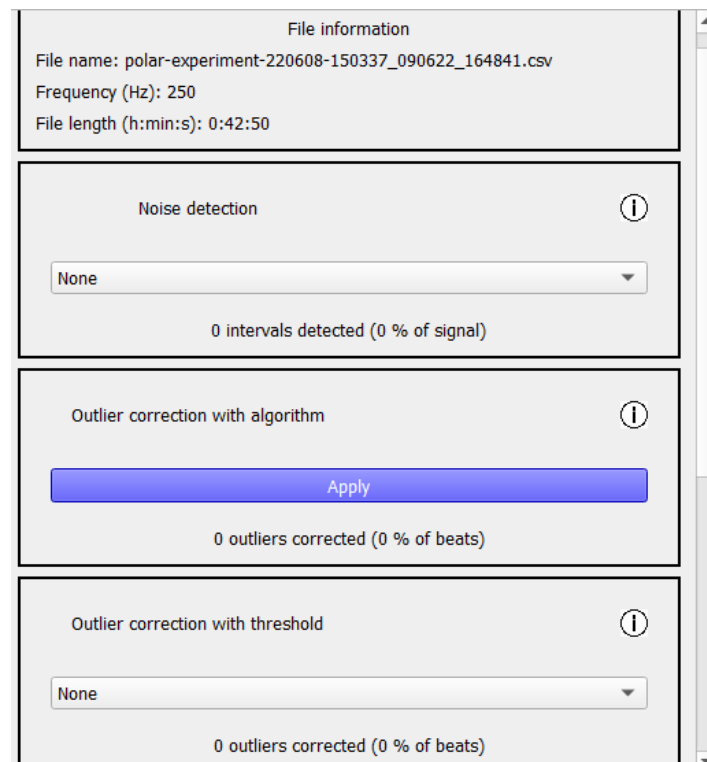 File information
File name: polar-experiment-220608-150337_090622_164841.csv
Frequency (Hz): 250
File length (h:min:s): 0:42:50
Noise detection
None
0 intervals detected (0 % of signal)
Outlier correction with algorithm
Apply
0 outliers corrected (0 % of beats)
Outlier correction with threshold
None
0 outliers corrected (0 % of beats)